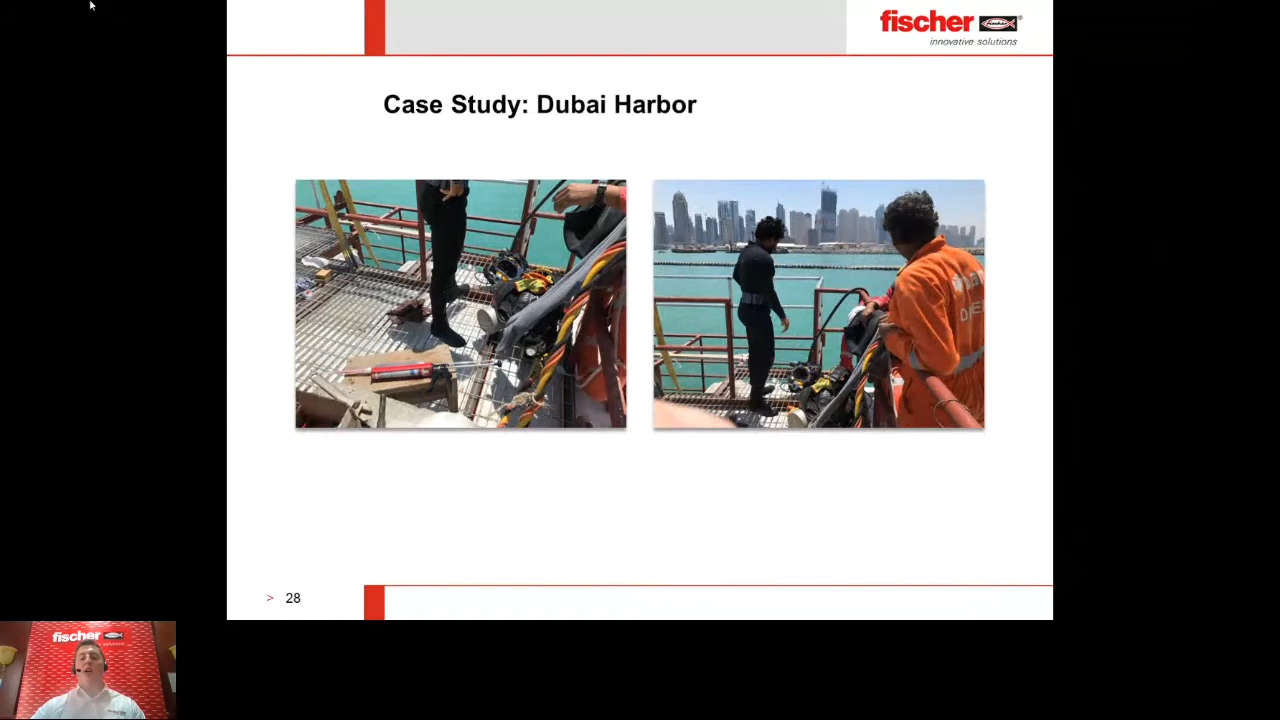 fischer
innovative solutions
Case Study: Dubai Harbor
> 28
fischer